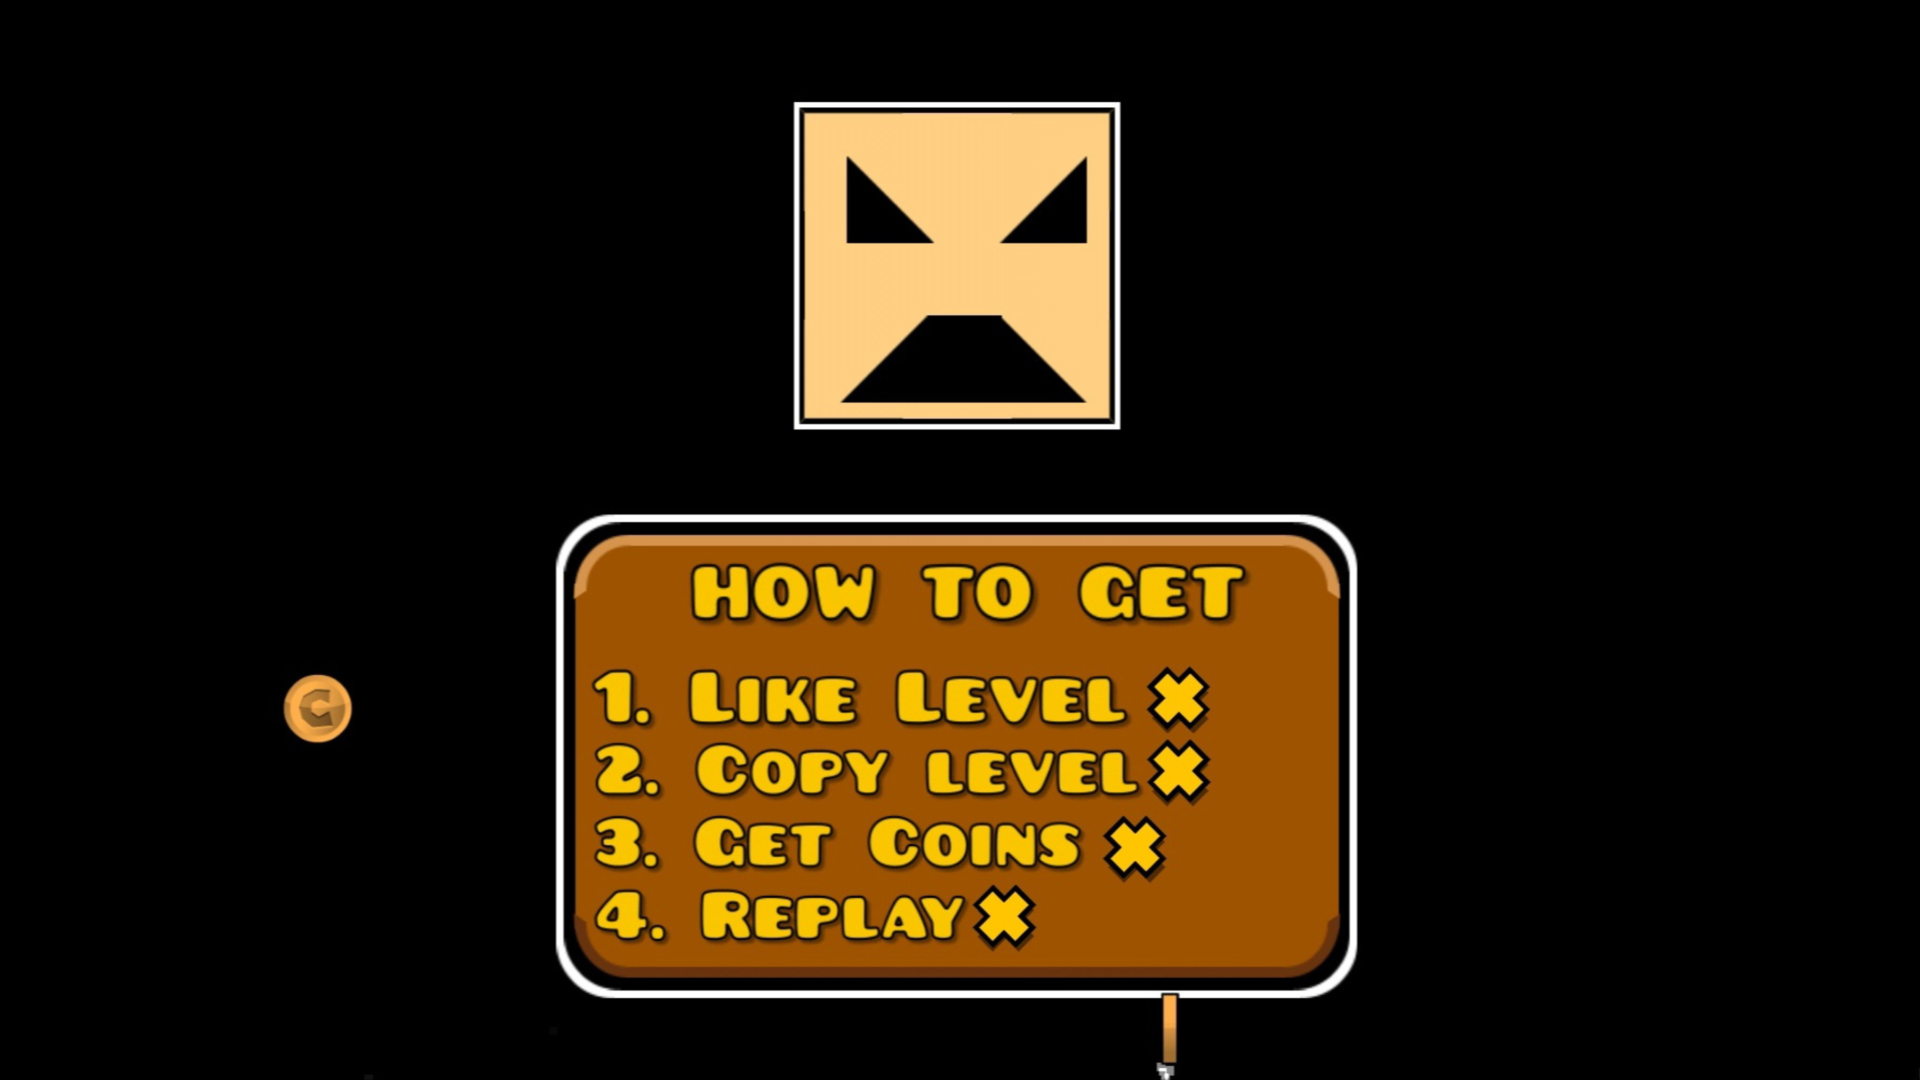 HOW TO GET
1. LIKE LEVEL
2. COPY LEVEL
3. GET COINS
4. REPLAY